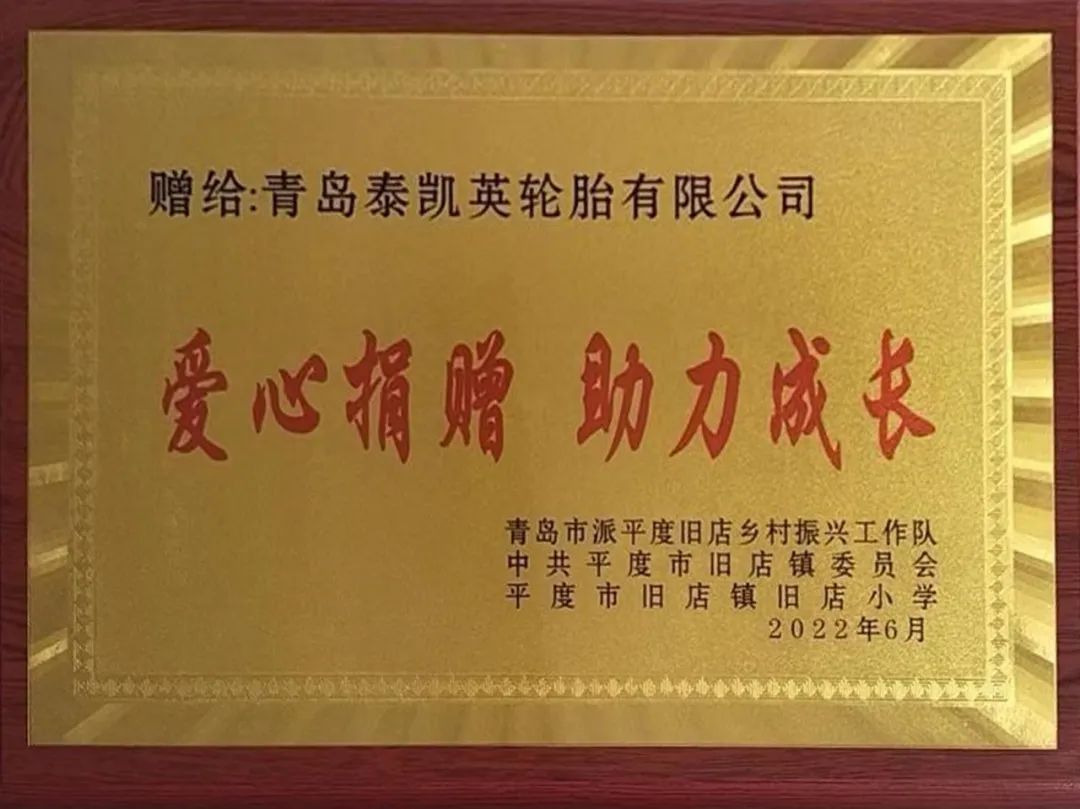 赠给:青岛泰凯英轮胎有限公司
爱心捐赠 助力成长
青岛市派平度旧店乡村振兴工作队
中共平度市旧店镇委员会
平度市旧店镇旧店小学
2022年6月